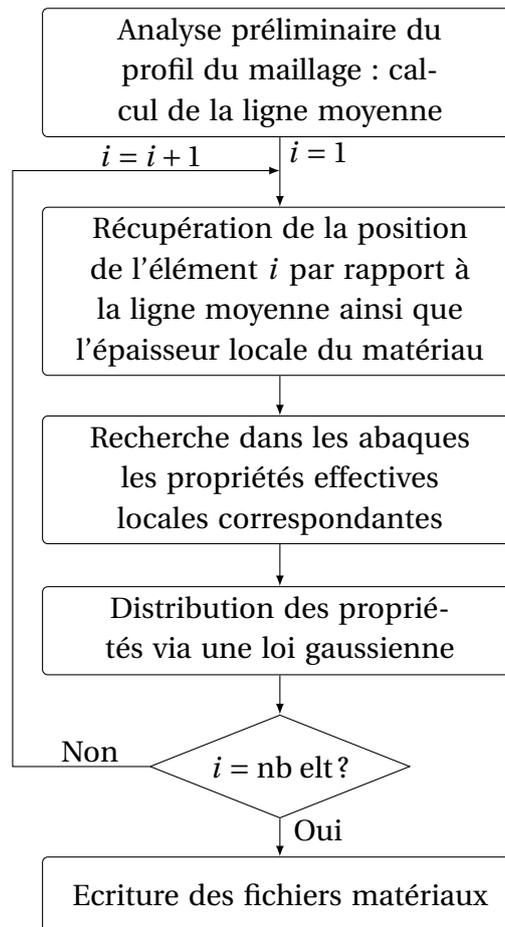 Analyse préliminaire du
profil du maillage : cal-
cul de la ligne moyenne
i = i + 1
i = 1
Récupération de la position
de l'élément i par rapport à
la ligne moyenne ainsi que
l'épaisseur locale du matériau
Recherche dans les abaques
les propriétés effectives
locales correspondantes
Distribution des proprié-
tés via une loi gaussienne
Non
i = nb elt ?
Oui
Ecriture des fichiers matériaux